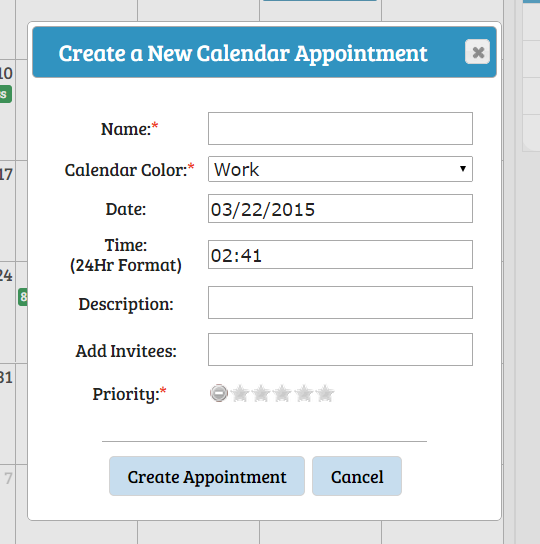 Create a New Calendar Appointment
10
Name:*
Calendar Color:* Work
17
Date: 03/22/2015
Time:
(24Hr Format) 02:41
24
8
Description:
Add Invitees:
31
Priority:*
7
Create Appointment Cancel